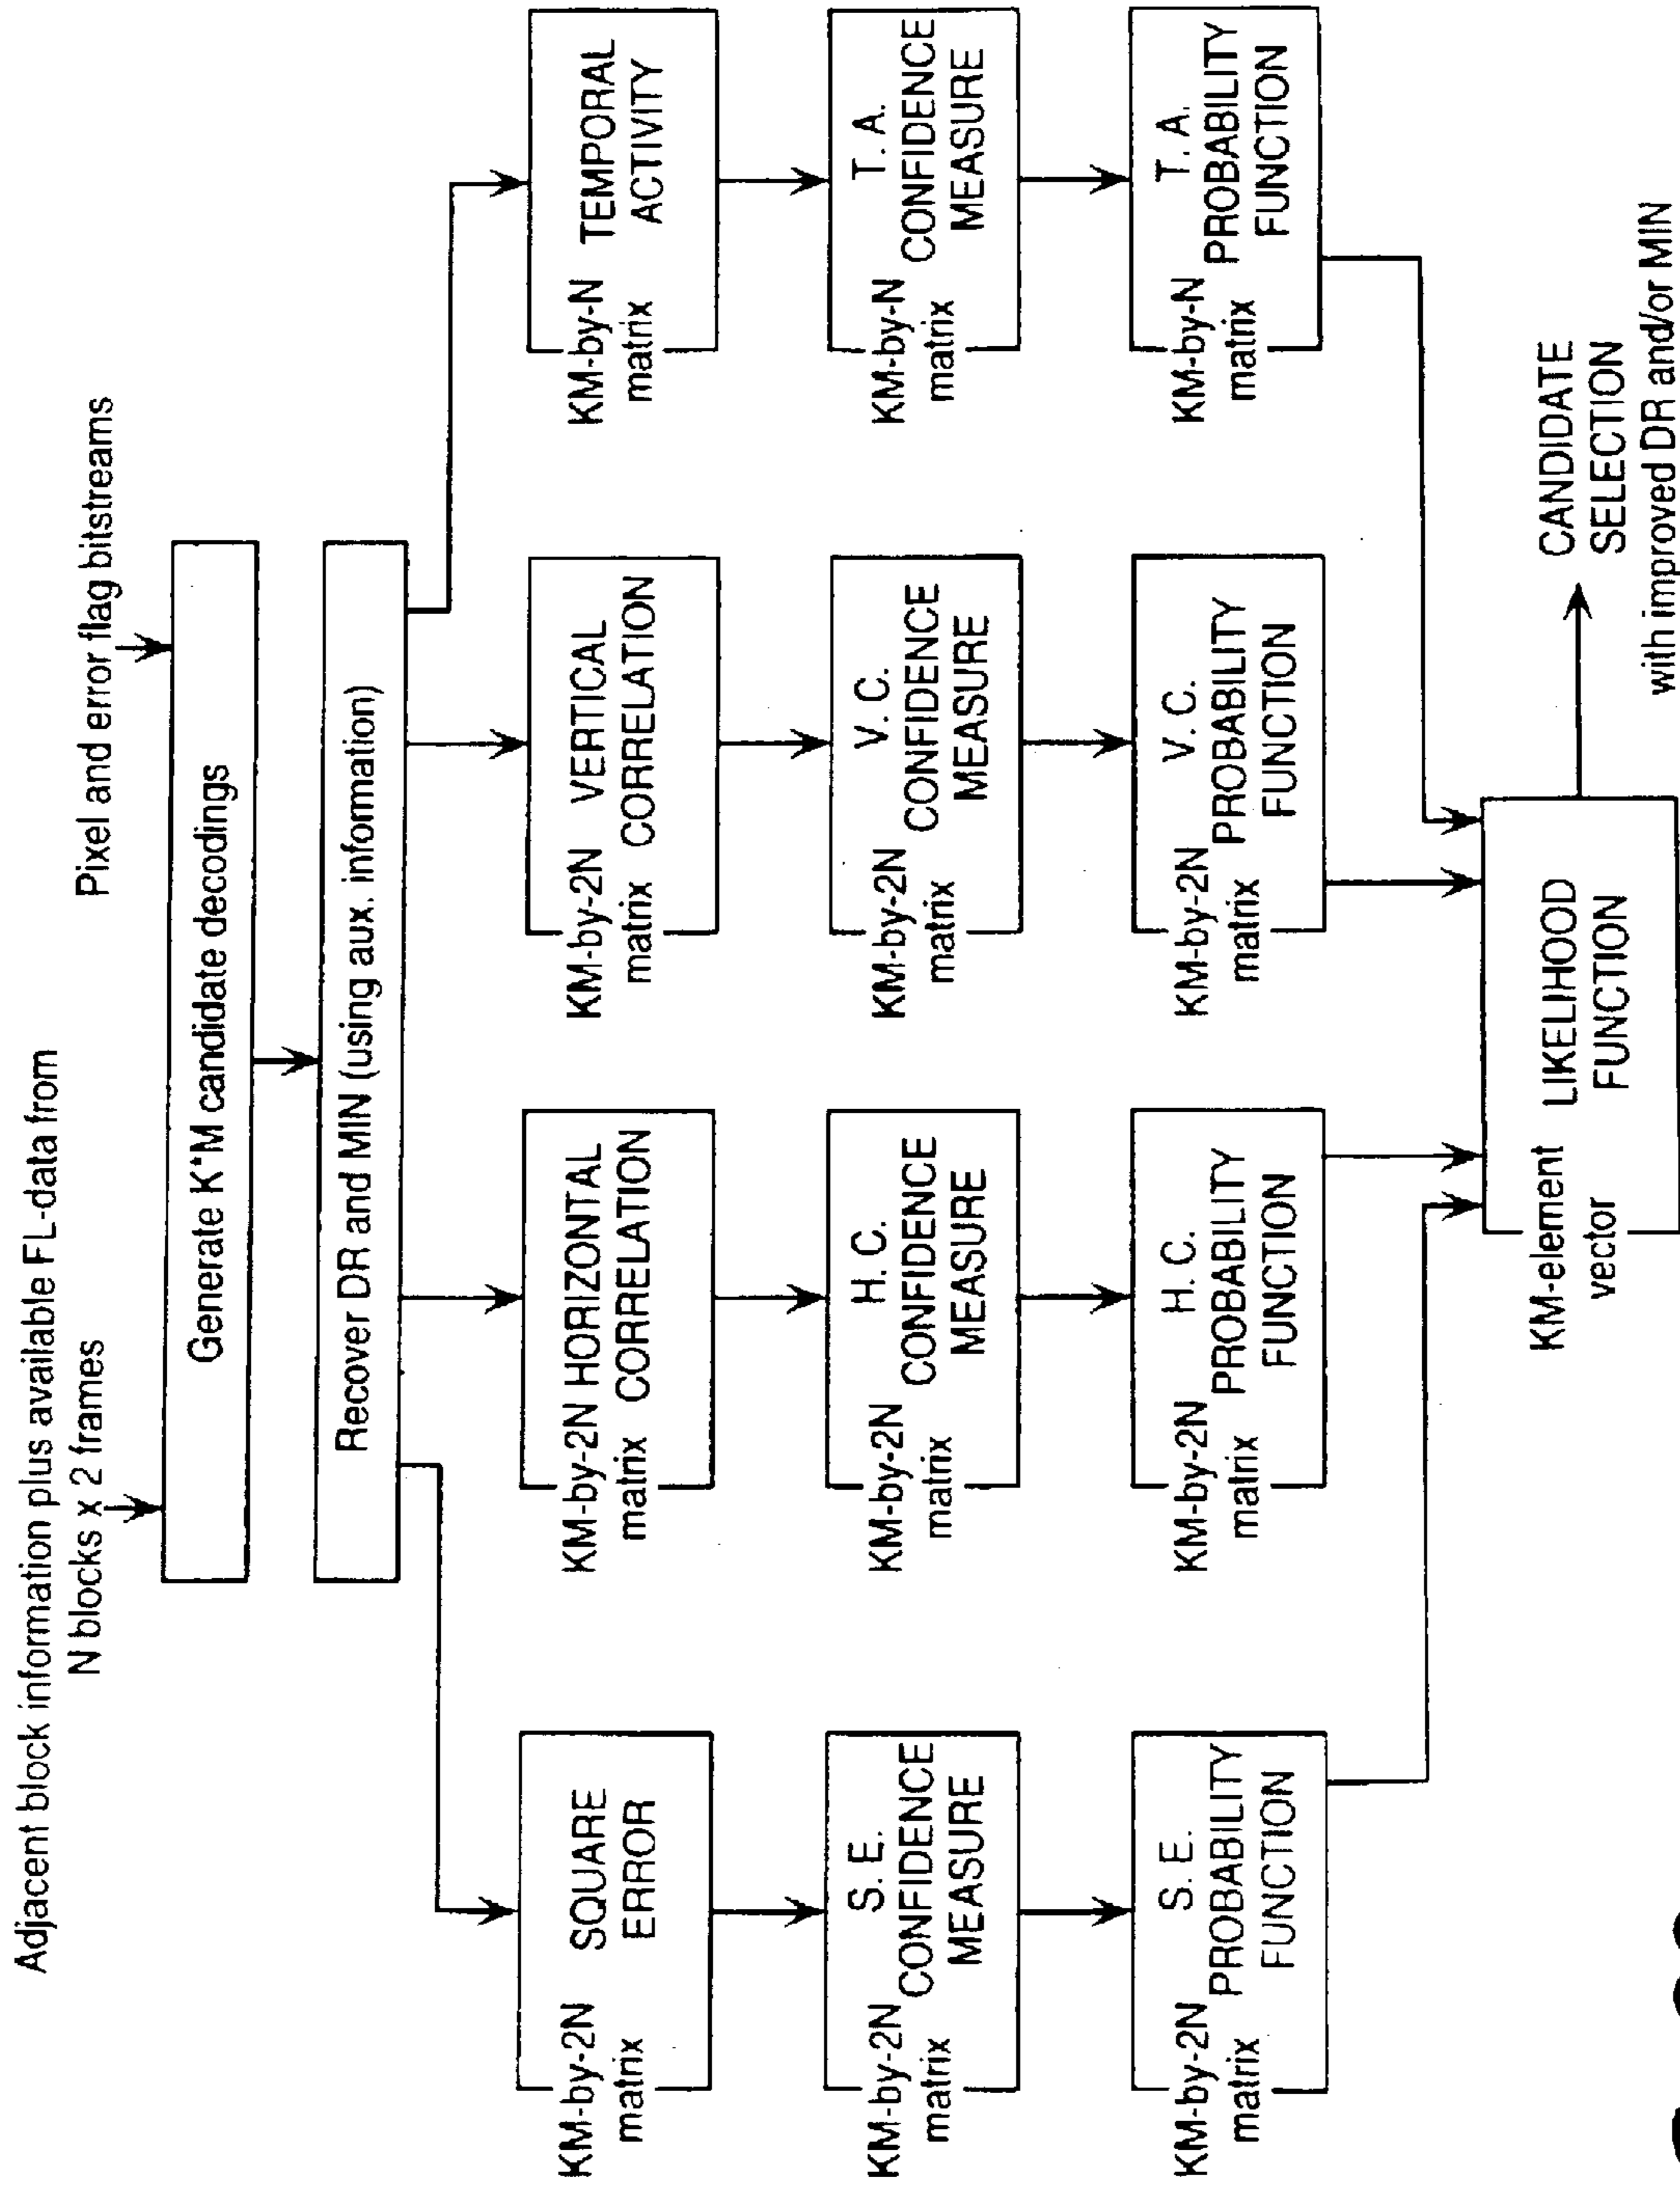 Adjacent block information plus available FL-data from
N blocks x 2 frames
Pixel and error flag bitstreams
Generate K*M candidate decodings
Recover DR and MIN (using aux. information)
KM-by-2N
matrix
SQUARE
ERROR
KM-by-2N
matrix
HORIZONTAL
CORRELATION
KM-by-2N
matrix
VERTICAL
CORRELATION
KM-by-N
matrix
TEMPORAL
ACTIVITY
KM-by-2N
matrix
S. E.
CONFIDENCE
MEASURE
KM-by-2N
matrix
H. C.
CONFIDENCE
MEASURE
KM-by-2N
matrix
V. C.
CONFIDENCE
MEASURE
KM-by-N
matrix
T. A.
CONFIDENCE
MEASURE
KM-by-2N
matrix
S. E.
PROBABILITY
FUNCTION
KM-by-2N
matrix
H. C.
PROBABILITY
FUNCTION
KM-by-2N
matrix
V. C.
PROBABILITY
FUNCTION
KM-by-N
matrix
T. A.
PROBABILITY
FUNCTION
KM-element
vector
LIKELIHOOD
FUNCTION
CANDIDATE
SELECTION
with improved DR and/or MIN